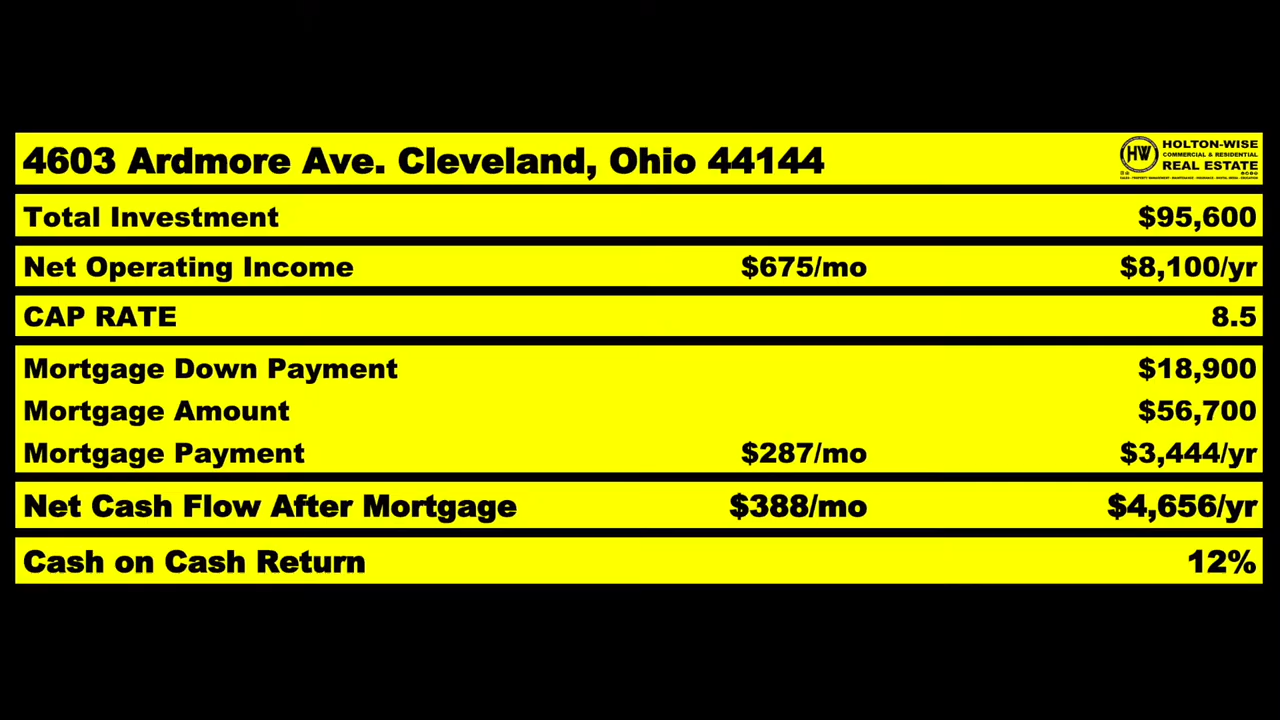 4603 Ardmore Ave. Cleveland, Ohio 44144
HW
HOLTON-WISE
COMMERCIAL & RESIDENTIAL
REAL ESTATE
Total Investment $95,600
Net Operating Income $675/mo $8,100/yr
CAP RATE 8.5
Mortgage Down Payment $18,900
Mortgage Amount $56,700
Mortgage Payment $287/mo $3,444/yr
Net Cash Flow After Mortgage $388/mo $4,656/yr
Cash on Cash Return 12%